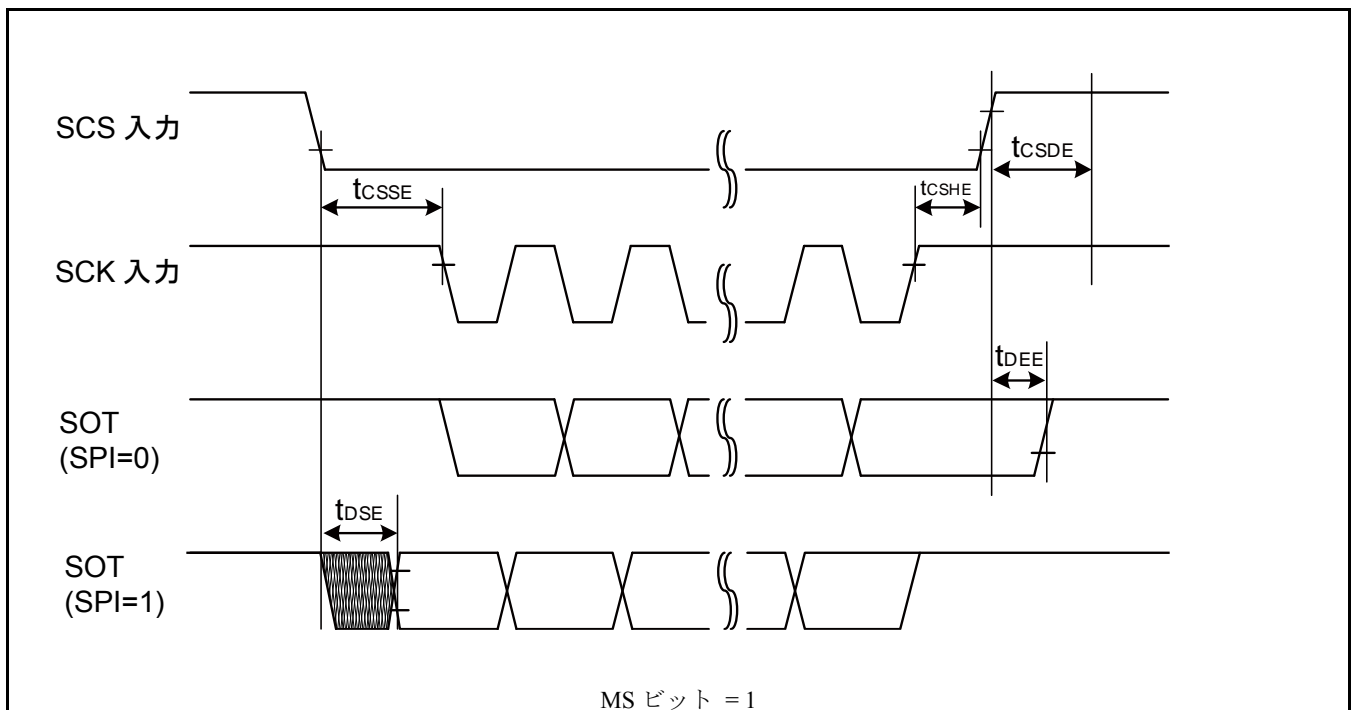 SCS 入力
tCSDE
tCSSE
tCSHE
SCK 入力
tDEE
SOT
(SPI=0)
tDSE
SOT
(SPI=1)
MS ビット = 1